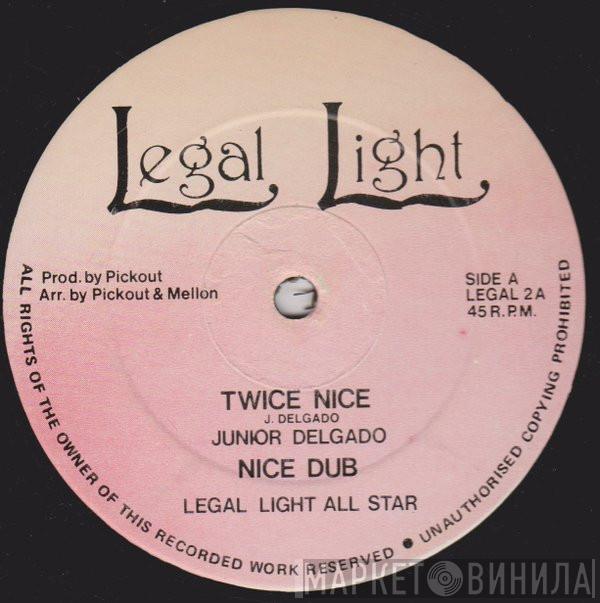 Legal Light
Prod. by Pickout
Arr. by Pickout & Mellon
SIDE A
LEGAL 2A
45 R.P.M.
TWICE NICE
J. DELGADO
JUNIOR DELGADO
NICE DUB
LEGAL LIGHT ALL STAR
ALL RIGHTS OF THE OWNER OF THIS RECORDED WORK RESERVED ● UNAUTHORISED COPYING PROHIBITED
МАРКЕТ ВИНИЛА